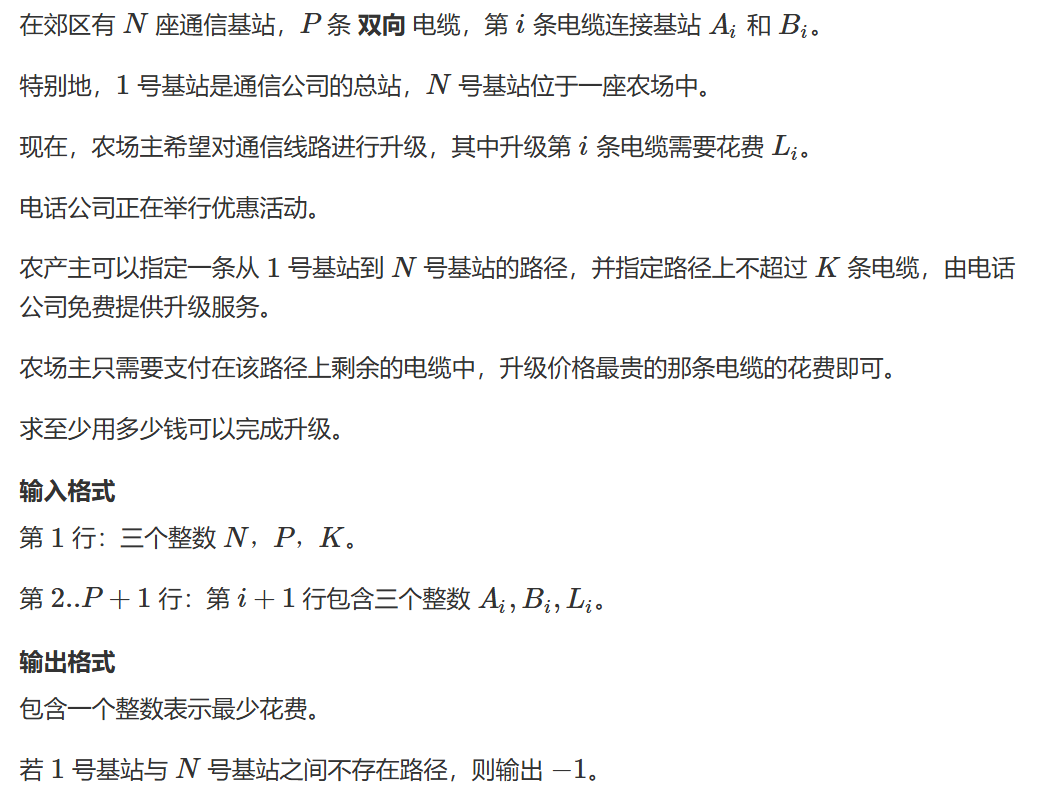 在郊区有 N 座通信基站，P 条 双向 电缆，第 i 条电缆连接基站 A_i 和 B_i。
特别地，1 号基站是通信公司的总站，N 号基站位于一座农场中。
现在，农场主希望对通信线路进行升级，其中升级第 i 条电缆需要花费 L_i。
电话公司正在举行优惠活动。
农产主可以指定一条从 1 号基站到 N 号基站的路径，并指定路径上不超过 K 条电缆，由电话
公司免费提供升级服务。
农场主只需要支付在该路径上剩余的电缆中，升级价格最贵的那条电缆的花费即可。
求至少用多少钱可以完成升级。
输入格式
第 1 行：三个整数 N，P，K。
第 2..P + 1 行：第 i + 1 行包含三个整数 A_i, B_i, L_i。
输出格式
包含一个整数表示最少花费。
若 1 号基站与 N 号基站之间不存在路径，则输出 −1。